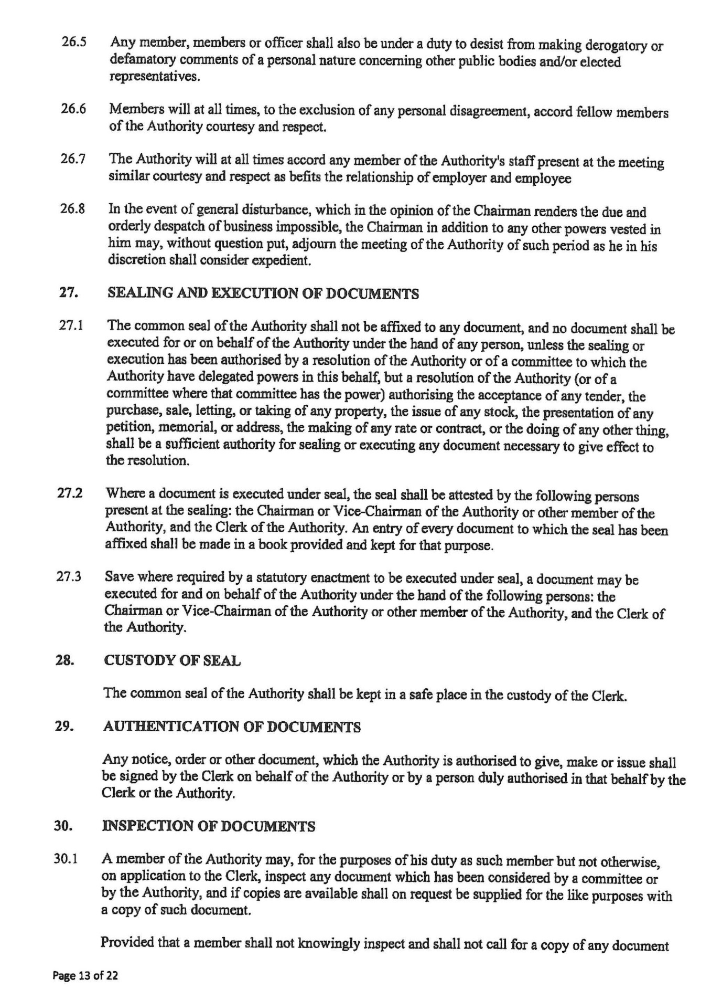 26.5 Any member, members or officer shall also be under a duty to desist from making derogatory or
defamatory comments of a personal nature concerning other public bodies and/or elected
representatives.
26.6 Members will at all times, to the exclusion of any personal disagreement, accord fellow members
of the Authority courtesy and respect.
26.7 The Authority will at all times accord any member of the Authority's staff present at the meeting
similar courtesy and respect as befits the relationship of employer and employee
26.8 In the event of general disturbance, which in the opinion of the Chairman renders the due and
orderly despatch of business impossible, the Chairman in addition to any other powers vested in
him may, without question put, adjourn the meeting of the Authority of such period as he in his
discretion shall consider expedient.
27. SEALING AND EXECUTION OF DOCUMENTS
27.1 The common seal of the Authority shall not be affixed to any document, and no document shall be
executed for or on behalf of the Authority under the hand of any person, unless the sealing or
execution has been authorised by a resolution of the Authority or of a committee to which the
Authority have delegated powers in this behalf, but a resolution of the Authority (or of a
committee where that committee has the power) authorising the acceptance of any tender, the
purchase, sale, letting, or taking of any property, the issue of any stock, the presentation of any
petition, memorial, or address, the making of any rate or contract, or the doing of any other thing,
shall be a sufficient authority for sealing or executing any document necessary to give effect to
the resolution.
27.2 Where a document is executed under seal, the seal shall be attested by the following persons
present at the sealing: the Chairman or Vice-Chairman of the Authority or other member of the
Authority, and the Clerk of the Authority. An entry of every document to which the seal has been
affixed shall be made in a book provided and kept for that purpose.
27.3 Save where required by a statutory enactment to be executed under seal, a document may be
executed for and on behalf of the Authority under the hand of the following persons: the
Chairman or Vice-Chairman of the Authority or other member of the Authority, and the Clerk of
the Authority.
28. CUSTODY OF SEAL
The common seal of the Authority shall be kept in a safe place in the custody of the Clerk.
29. AUTHENTICATION OF DOCUMENTS
Any notice, order or other document, which the Authority is authorised to give, make or issue shall
be signed by the Clerk on behalf of the Authority or by a person duly authorised in that behalf by the
Clerk or the Authority.
30. INSPECTION OF DOCUMENTS
30.1 A member of the Authority may, for the purposes of his duty as such member but not otherwise,
on application to the Clerk, inspect any document which has been considered by a committee or
by the Authority, and if copies are available shall on request be supplied for the like purposes with
a copy of such document.
Provided that a member shall not knowingly inspect and shall not call for a copy of any document
Page 13 of 22